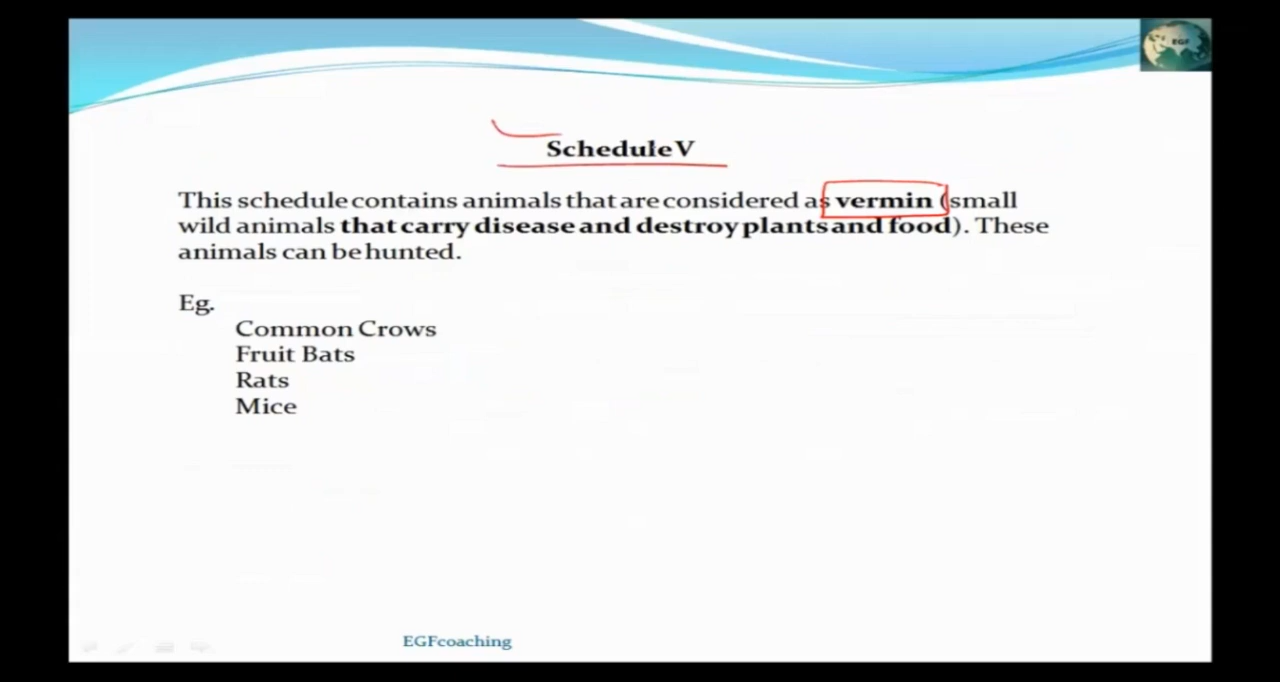 EGF
Schedule V
This schedule contains animals that are considered as vermin (small
wild animals that carry disease and destroy plants and food). These
animals can be hunted.
Eg.
Common Crows
Fruit Bats
Rats
Mice
EGFcoaching